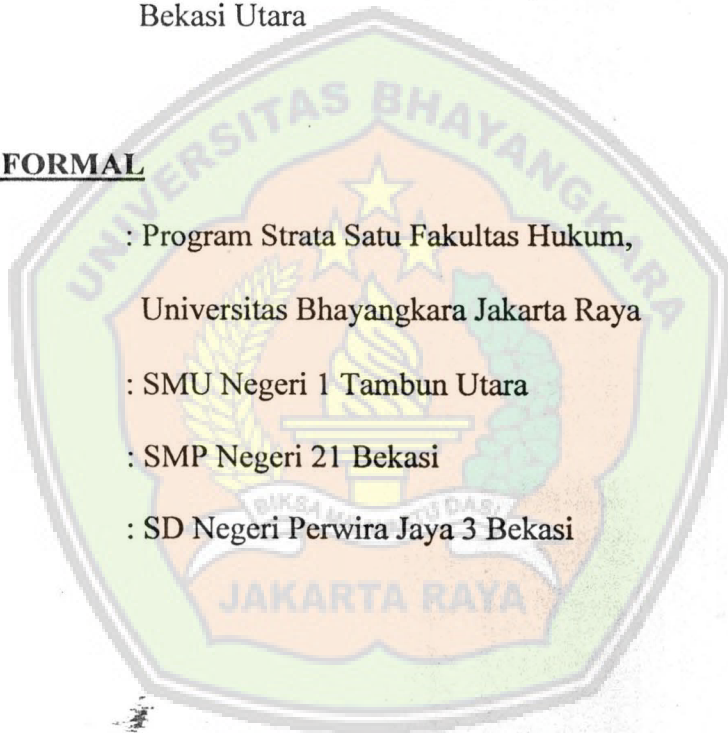 Bekasi Utara
FORMAL
: Program Strata Satu Fakultas Hukum,
Universitas Bhayangkara Jakarta Raya
: SMU Negeri 1 Tambun Utara
: SMP Negeri 21 Bekasi
: SD Negeri Perwira Jaya 3 Bekasi
UNIVERSITAS BHAYANGKARA
JAKARTA RAYA